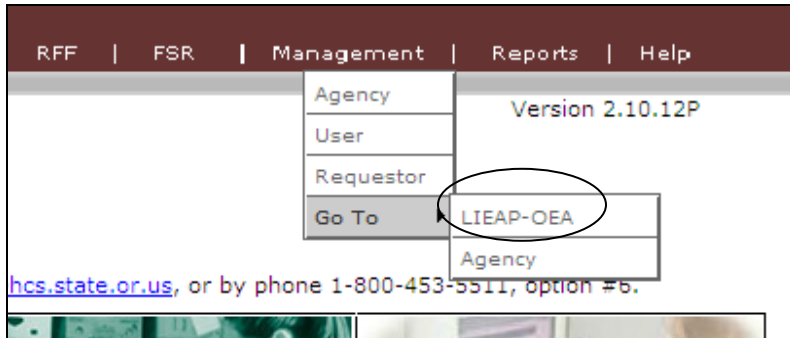 RFF | FSR | Management | Reports | Help
Agency
Version 2.10.12P
User
Requestor
Go To
LIEAP-OEA
Agency
hcs.state.or.us, or by phone 1-800-453-5511, option #6.